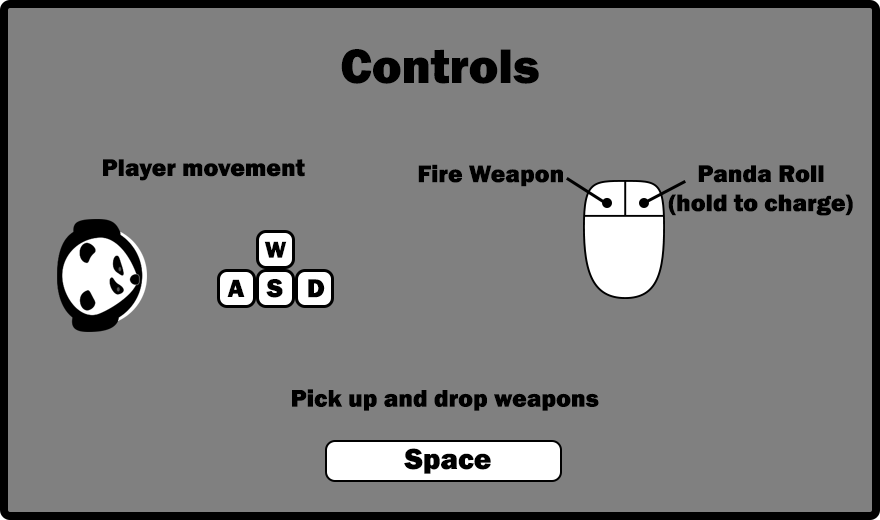 Controls
Player movement
W
A S D
Fire Weapon
Panda Roll
(hold to charge)
Pick up and drop weapons
Space